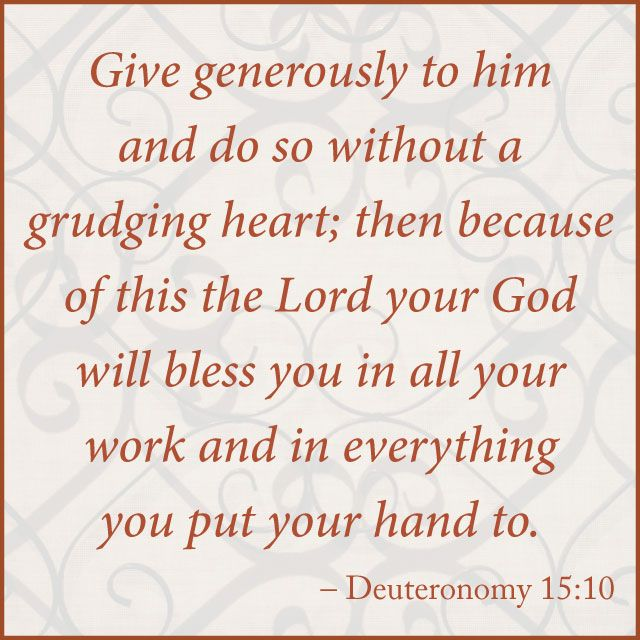 Give generously to him
and do so without a
grudging heart; then because
of this the Lord your God
will bless you in all your
work and in everything
you put your hand to.
– Deuteronomy 15:10